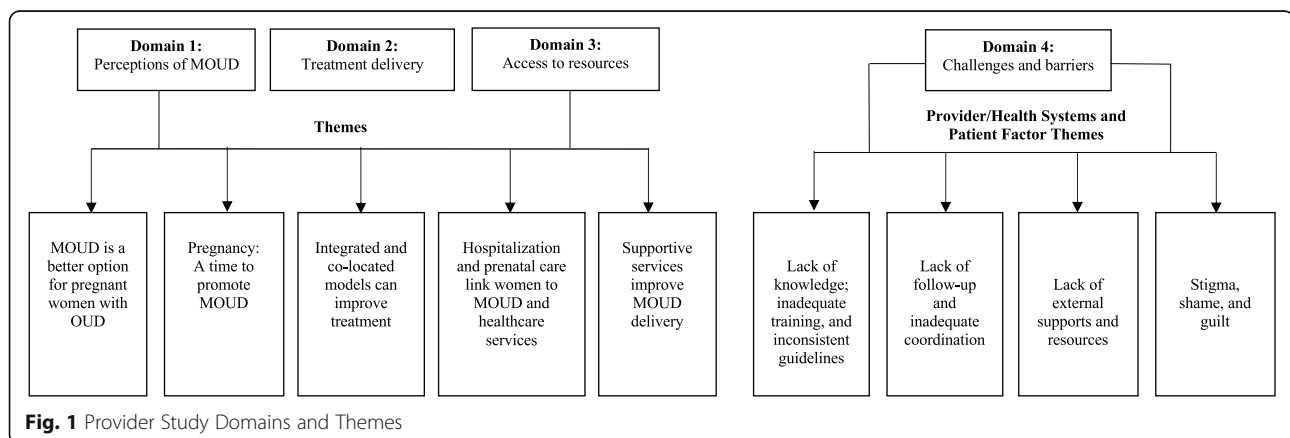 Domain 1:
Perceptions of MOUD
Domain 2:
Treatment delivery
Domain 3:
Access to resources
Themes
MOUD is a
better option
for pregnant
women with
OUD
Pregnancy:
A time to
promote
MOUD
Integrated and
co-located
models can
improve
treatment
Hospitalization
and prenatal care
link women to
MOUD and
healthcare
services
Supportive
services
improve MOUD
delivery
Domain 4:
Challenges and barriers
Provider/Health Systems and
Patient Factor Themes
Lack of
knowledge;
inadequate
training, and
inconsistent
guidelines
Lack of
follow-up
and
inadequate
coordination
Lack of
external
supports and
resources
Stigma,
shame, and
guilt
Fig. 1 Provider Study Domains and Themes